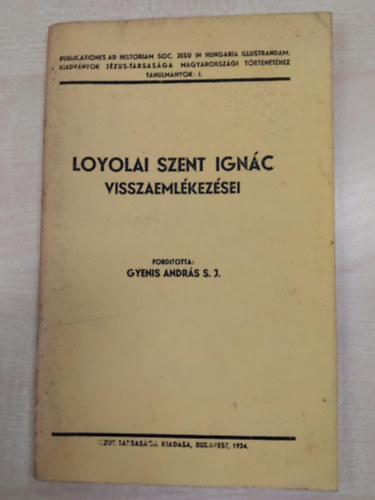 PUBLICATIONES AD HISTORIAM SOC. JESU IN HUNGARIA ILLUSTRANDAM.
KIADVÁNYOK JÉZUS-TÁRSASÁGA MAGYARORSZÁGI TÖRTÉNETÉHEZ
TANULMÁNYOK: I.
LOYOLAI SZENT IGNÁC
VISSZAEMLÉKEZÉSEI
FORDITOTTA:
GYENIS ANDRÁS S. J.
JÉZUS-TÁRSASÁGA KIADÁSA, BUDAPEST, 1934.